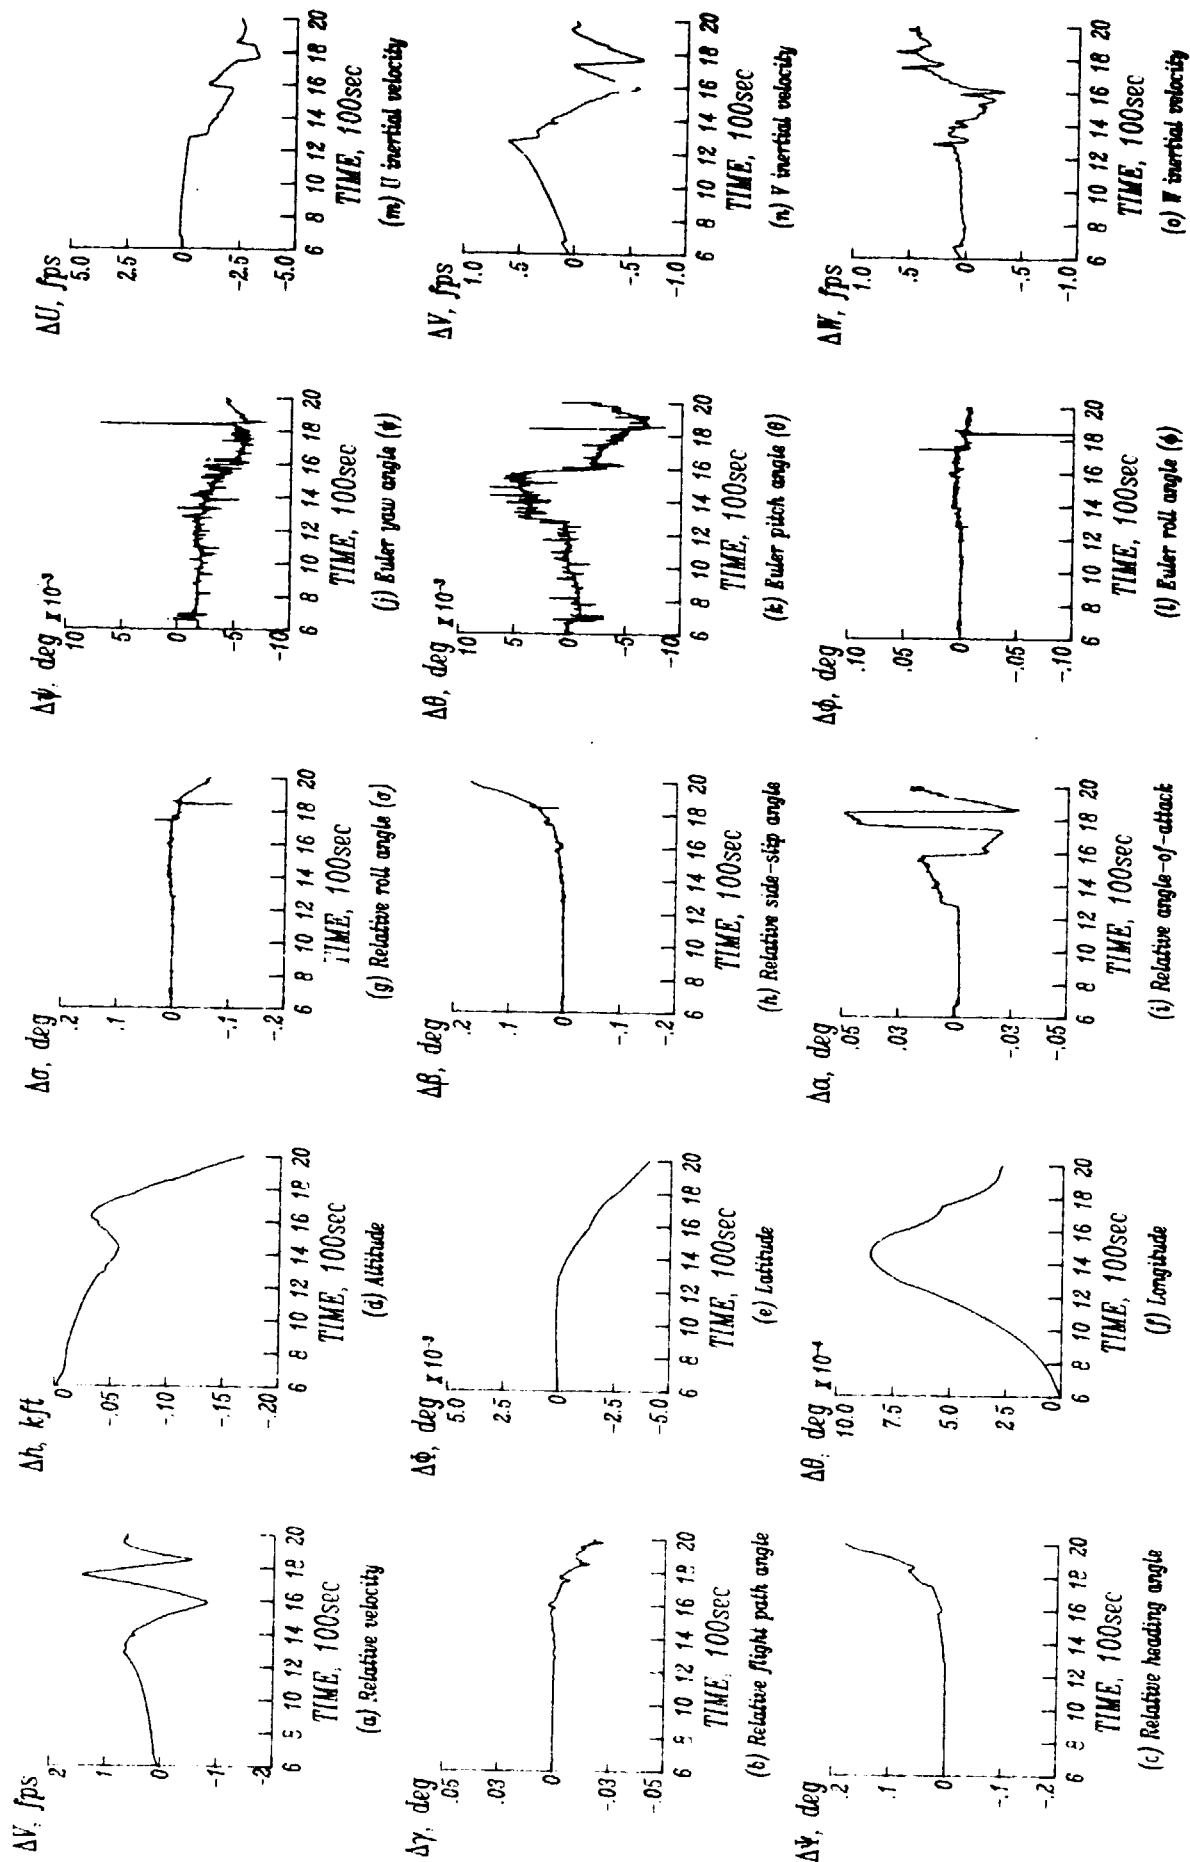 ΔV, fps
2
1
0
-1
-2
6 8 10 12 14 16 18 20
TIME, 100sec
(a) Relative velocity
Δγ, deg
.05
.03
0
-.03
-.05
6 8 10 12 14 16 18 20
TIME, 100sec
(b) Relative flight path angle
ΔΨ, deg
.2
.1
0
-.1
-.2
6 8 10 12 14 16 18 20
TIME, 100sec
(c) Relative heading angle
Δh, kft
0
-.05
-.10
-.20
6 8 10 12 14 16 18 20
TIME, 100sec
(d) Altitude
ΔΦ, deg x 10⁻³
5.0
2.5
0
-2.5
-5.0
6 8 10 12 14 16 18 20
TIME, 100sec
(e) Latitude
Δθ, deg x 10⁻⁴
10.0
7.5
5.0
2.5
0
6 8 10 12 14 16 18 20
TIME, 100sec
(f) Longitude
Δσ, deg
.2
.1
0
-.1
-.2
6 8 10 12 14 16 18 20
TIME, 100sec
(g) Relative roll angle (σ)
Δβ, deg
.2
.1
0
-.1
-.2
6 8 10 12 14 16 18 20
TIME, 100sec
(h) Relative side-slip angle
Δα, deg
.05
.03
0
-.03
-.05
6 8 10 12 14 16 18 20
TIME, 100sec
(i) Relative angle-of-attack
Δψ, deg x 10⁻³
10
5
0
-5
-10
6 8 10 12 14 16 18 20
TIME, 100sec
(j) Euler yaw angle (ψ)
Δθ, deg x 10⁻³
10
5
0
-5
-10
6 8 10 12 14 16 18 20
TIME, 100sec
(k) Euler pitch angle (θ)
Δϕ, deg
.10
.05
0
-.05
-.10
6 8 10 12 14 16 18 20
TIME, 100sec
(l) Euler roll angle (ϕ)
ΔU, fps
5.0
2.5
0
-2.5
-5.0
6 8 10 12 14 16 18 20
TIME, 100sec
(m) U inertial velocity
ΔV, fps
1.0
.5
0
-.5
-1.0
6 8 10 12 14 16 18 20
TIME, 100sec
(n) V inertial velocity
ΔW, fps
1.0
.5
0
-.5
-1.0
6 8 10 12 14 16 18 20
TIME, 100sec
(o) W inertial velocity